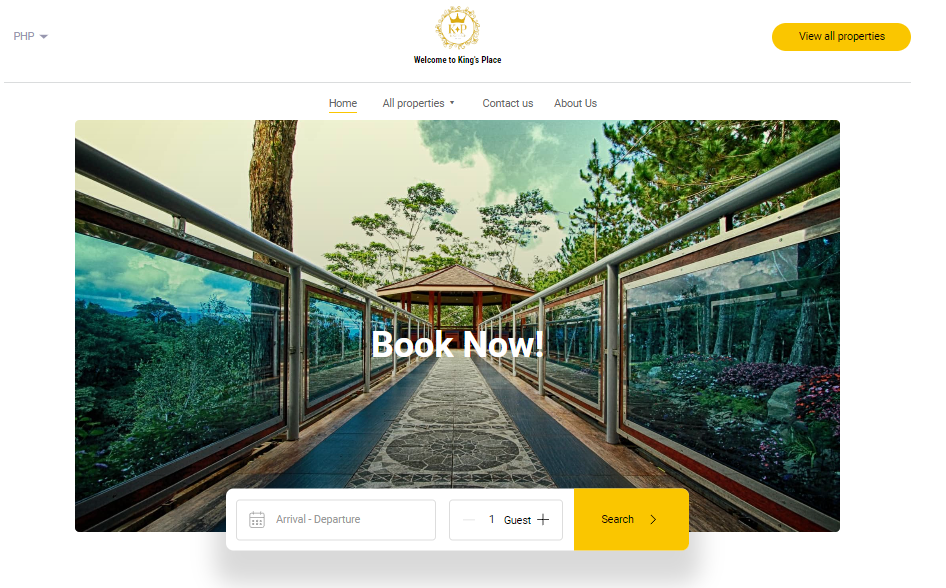 PHP
K P
Welcome to King's Place
View all properties
Home
All properties
Contact us
About Us
Book Now!
Arrival - Departure
1 Guest
Search